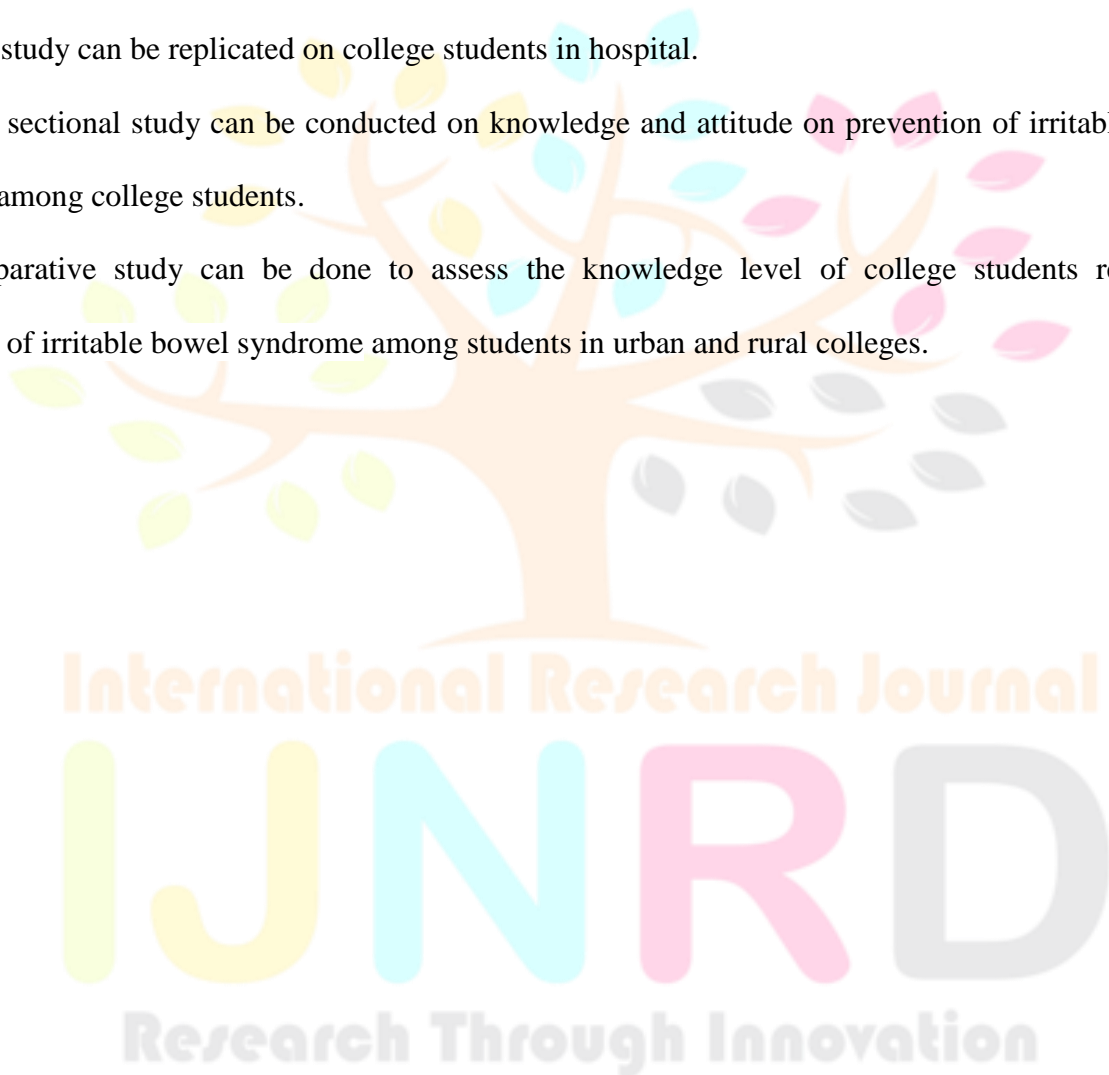 study can be replicated on college students in hospital.
sectional study can be conducted on knowledge and attitude on prevention of irritab
among college students.
parative study can be done to assess the knowledge level of college students r
of irritable bowel syndrome among students in urban and rural colleges.
International Research Journal
IJNRD
Research Through Innovation